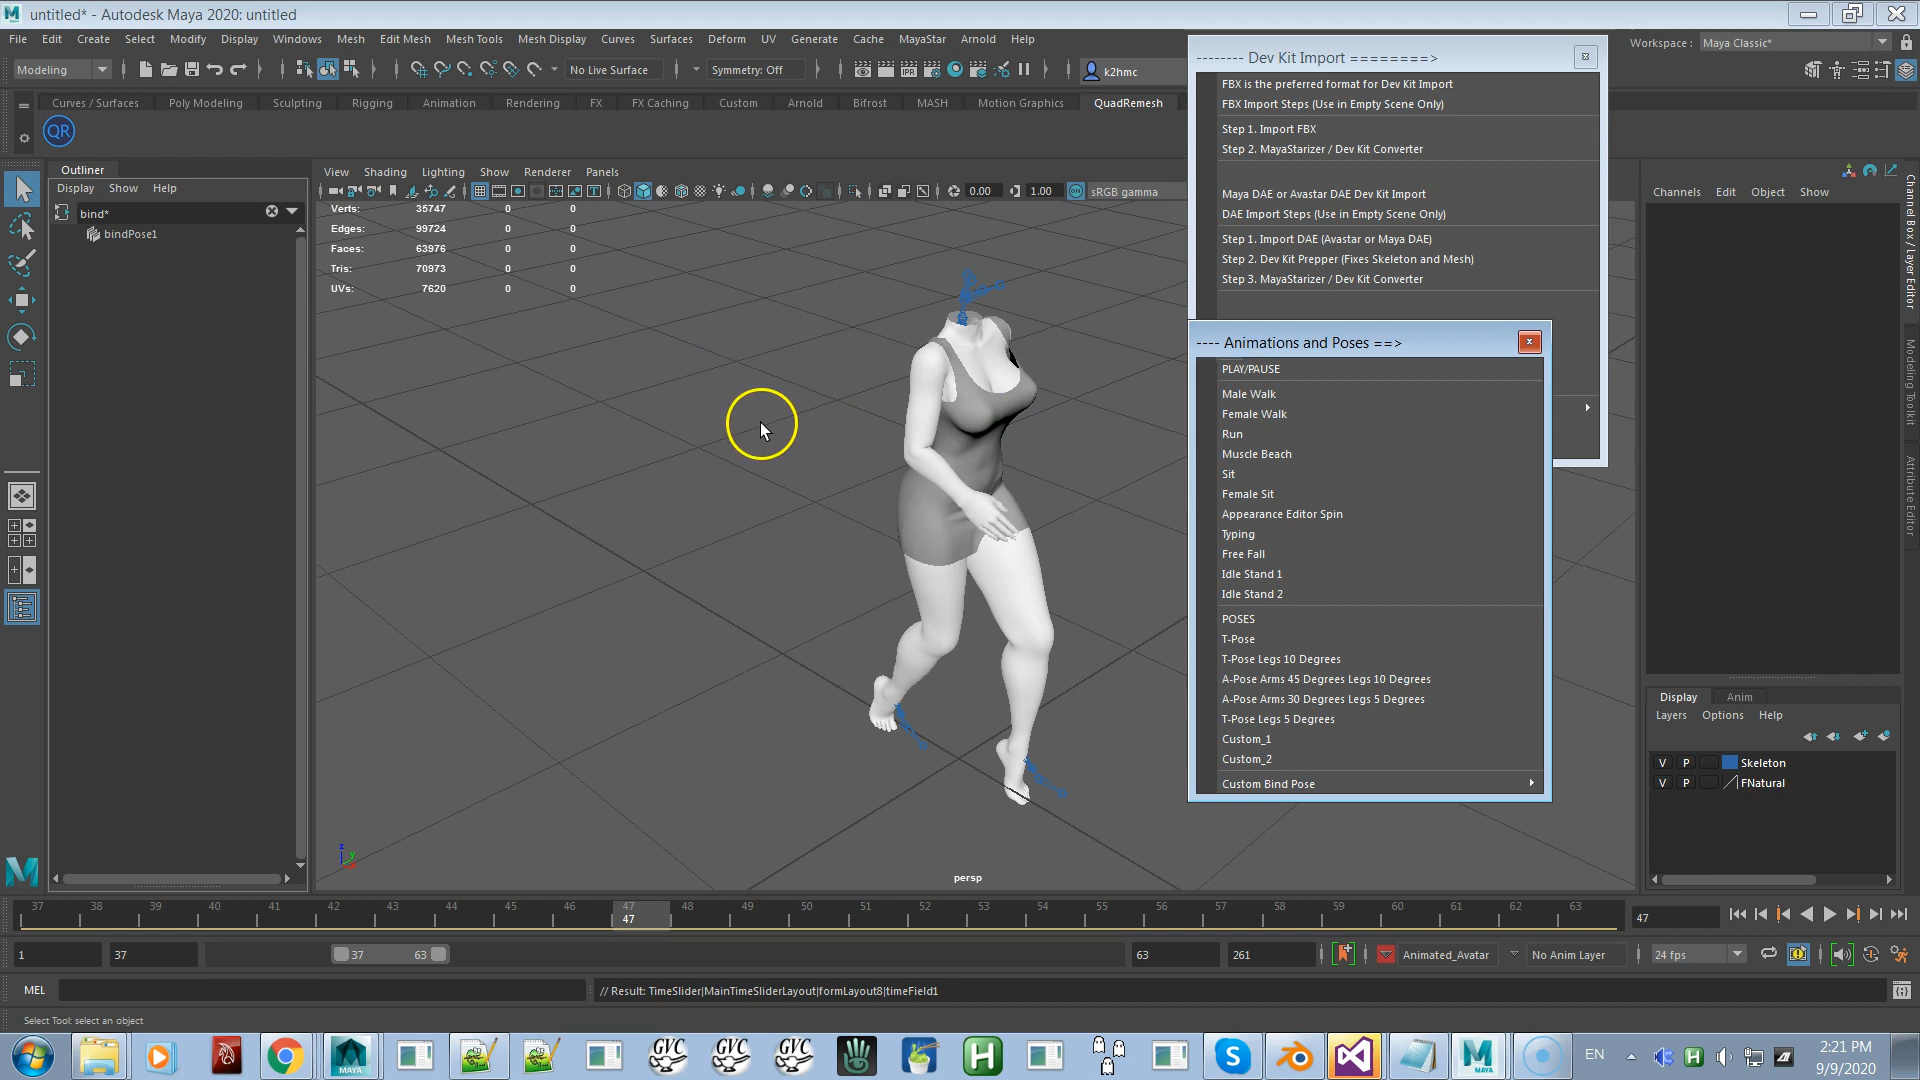 untitled* - Autodesk Maya 2020: untitled
File Edit Create Select Modify Display Windows Mesh Edit Mesh Mesh Tools Mesh Display Curves Surfaces Deform UV Generate Cache MayaStar Arnold Help
Workspace : Maya Classic*
Modeling
No Live Surface
Symmetry: Off
IPR
k2hmc
Curves / Surfaces Poly Modeling Sculpting Rigging Animation Rendering FX FX Caching Custom Arnold Bifrost MASH Motion Graphics QuadRemesh
QR
Outliner
Display Show Help
bind*
bindPose1
View Shading Lighting Show Renderer Panels
0.00
1.00
sRGB gamma
Verts: 35747 0 0
Edges: 99724 0 0
Faces: 63976 0 0
Tris: 70973 0 0
UVs: 7620 0 0
z
y
persp
-------- Dev Kit Import ========>
FBX is the preferred format for Dev Kit Import
FBX Import Steps (Use in Empty Scene Only)
Step 1. Import FBX
Step 2. MayaStarizer / Dev Kit Converter
Maya DAE or Avastar DAE Dev Kit Import
DAE Import Steps (Use in Empty Scene Only)
Step 1. Import DAE (Avastar or Maya DAE)
Step 2. Dev Kit Prepper (Fixes Skeleton and Mesh)
Step 3. MayaStarizer / Dev Kit Converter
---- Animations and Poses ==>
PLAY/PAUSE
Male Walk
Female Walk
Run
Muscle Beach
Sit
Female Sit
Appearance Editor Spin
Typing
Free Fall
Idle Stand 1
Idle Stand 2
POSES
T-Pose
T-Pose Legs 10 Degrees
A-Pose Arms 45 Degrees Legs 10 Degrees
A-Pose Arms 30 Degrees Legs 5 Degrees
T-Pose Legs 5 Degrees
Custom_1
Custom_2
Custom Bind Pose
Channels Edit Object Show
Channel Box / Layer Editor
Modeling Toolkit
Attribute Editor
Display Anim
Layers Options Help
V P Skeleton
V P FNatural
37 38 39 40 41 42 43 44 45 46 47 48 49 50 51 52 53 54 55 56 57 58 59 60 61 62 63
47
47
1
37
37 63
63
261
Animated_Avatar
No Anim Layer
24 fps
MEL
// Result: TimeSlider|MainTimeSliderLayout|formLayout8|timeField1
Select Tool: select an object
MAYA
GVC
GVC
GVC
H
S
M
EN
H
2:21 PM
9/9/2020